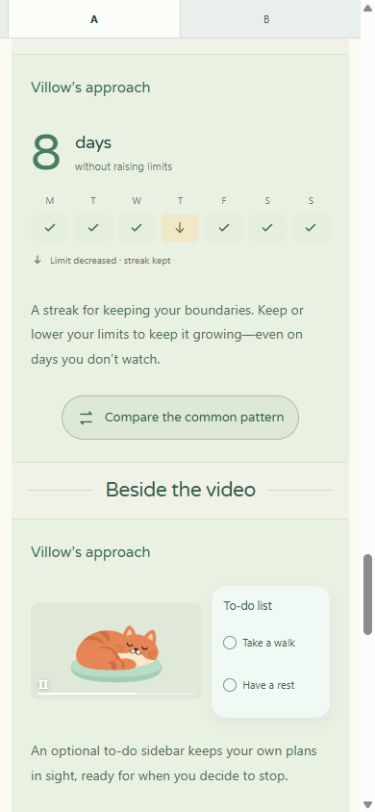 A
B
Villow's approach
8 days
without raising limits
M T W T F S S
Limit decreased · streak kept
A streak for keeping your boundaries. Keep or
lower your limits to keep it growing—even on
days you don't watch.
Compare the common pattern
Beside the video
Villow's approach
To-do list
Take a walk
Have a rest
An optional to-do sidebar keeps your own plans
in sight, ready for when you decide to stop.